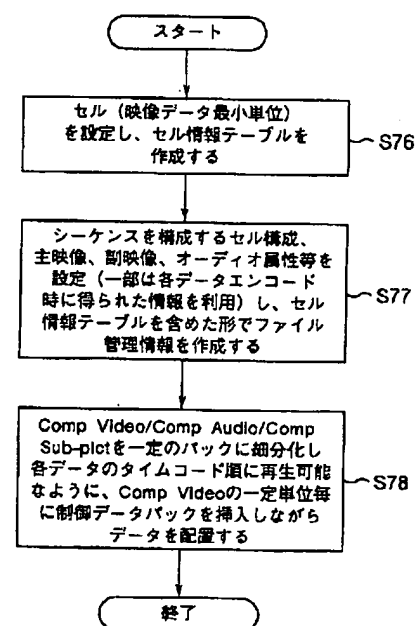 スタート
セル（映像データ最小単位）
を設定し、セル情報テーブルを
作成する
S76
シーケンスを構成するセル構成、
主映像、副映像、オーディオ属性等を
設定（一部は各データエンコード
時に得られた情報を利用）し、セル
情報テーブルを含めた形でファイル
管理情報を作成する
S77
Comp Video/Comp Audio/Comp
Sub-pictを一定のパックに細分化し
各データのタイムコード順に再生可能
なように、Comp Videoの一定単位毎
に制御データパックを挿入しながら
データを配置する
S78
終了